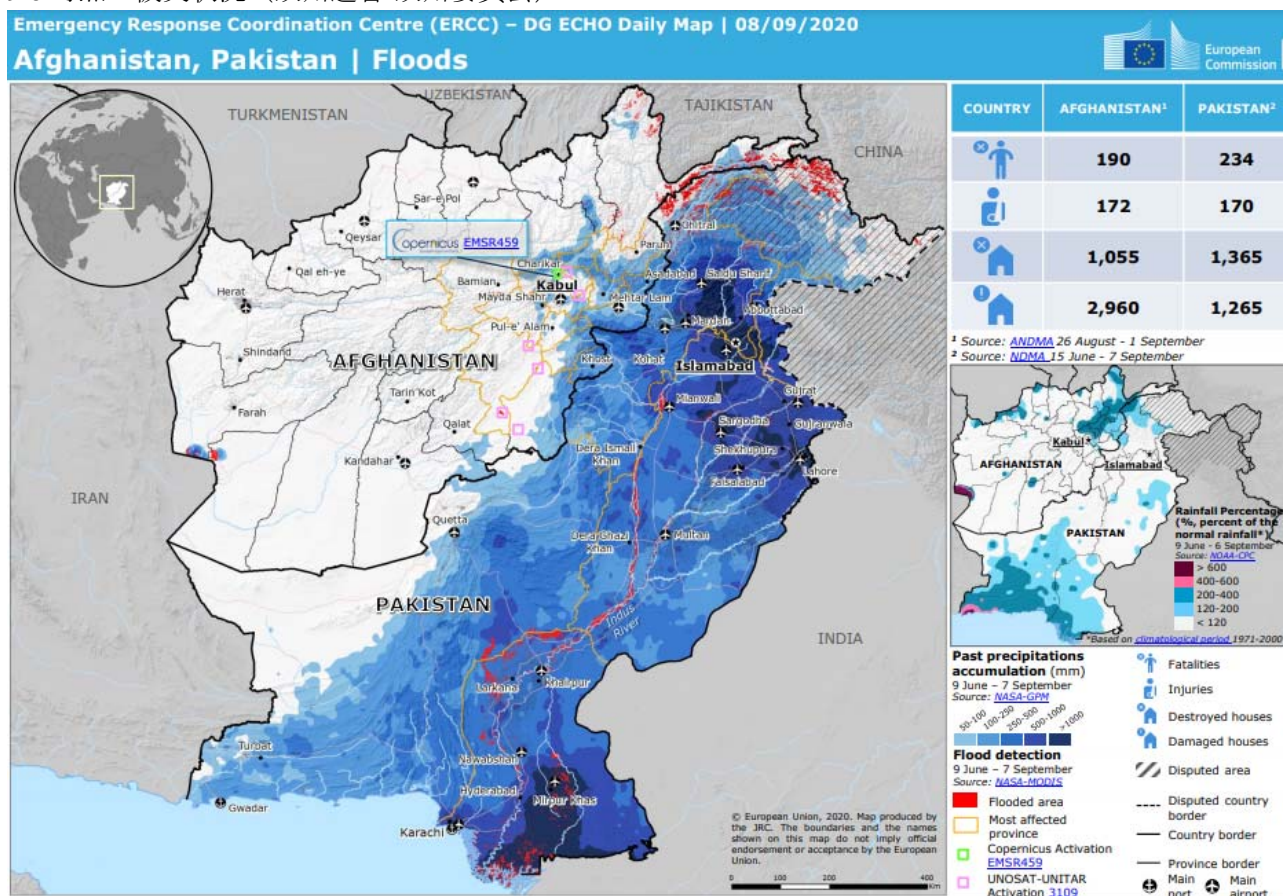 Emergency Response Coordination Centre (ERCC) – DG ECHO Daily Map | 08/09/2020
Afghanistan, Pakistan | Floods
European
Commission
COUNTRY AFGHANISTAN¹ PAKISTAN²
190 234
172 170
1,055 1,365
2,960 1,265
¹ Source: ANDMA 26 August - 1 September
² Source: NDMA 15 June - 7 September
UZBEKISTAN
TURKMENISTAN
TAJIKISTAN
CHINA
Sar-e Pol
Qeysar
Copernicus EMSR459
Chitral
Parun
Qal eh-ye
Charikar
Asadabad
Saidu Sharif
Herat
Bamian
Kabul
Mayda Shahr
Mehtar Lam
Abbottabad
Mardan
Pul-e' Alam
Shindand
AFGHANISTAN
Khost
Kohat
Islamabad
Farah
Tarin Kot
Mianwali
Gujrat
Qalat
Sargodha
Gujranwala
Kandahar
Dera Ismail
Khan
Shekhupura
Lahore
Faisalabad
IRAN
Quetta
Dera Ghazi
Khan
Multan
PAKISTAN
Indus
River
INDIA
Larkana
Khairpur
Turbat
Nawabshah
Gwadar
Hyderabad
Mirpur Khas
Karachi
© European Union, 2020. Map produced by
the JRC. The boundaries and the names
shown on this map do not imply official
endorsement or acceptance by the European
Union.
0 100 200 400
Km
Kabul
AFGHANISTAN
Islamabad
PAKISTAN
Rainfall Percentage
(%, percent of the
normal rainfall*)
9 June - 6 September
Source: NOAA-CPC
> 600
400-600
200-400
120-200
< 120
*Based on climatological period 1971-2000
Past precipitations
accumulation (mm)
9 June – 7 September
Source: NASA-GPM
50-100 100-250 250-500 500-1000 >1000
Flood detection
9 June – 7 September
Source: NASA-MODIS
Flooded area
Most affected
province
Copernicus Activation
EMSR459
UNOSAT-UNITAR
Activation 3109
Fatalities
Injuries
Destroyed houses
Damaged houses
Disputed area
Disputed country
border
Country border
Province border
Main
port
Main
airport